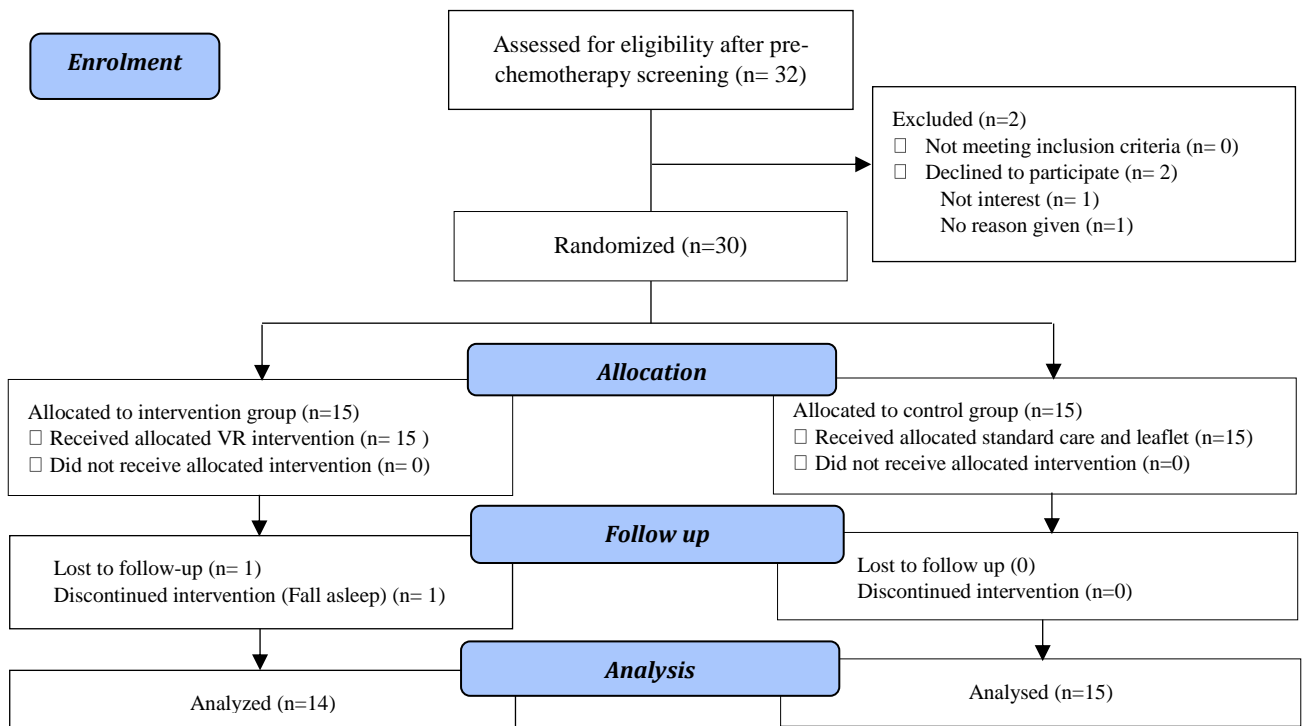 Enrolment
Assessed for eligibility after pre-
chemotherapy screening (n= 32)
Excluded (n=2)
□ Not meeting inclusion criteria (n= 0)
□ Declined to participate (n= 2)
Not interest (n= 1)
No reason given (n=1)
Randomized (n=30)
Allocation
Allocated to intervention group (n=15)
□ Received allocated VR intervention (n= 15 )
□ Did not receive allocated intervention (n= 0)
Allocated to control group (n=15)
□ Received allocated standard care and leaflet (n=15)
□ Did not receive allocated intervention (n=0)
Follow up
Lost to follow-up (n= 1)
Discontinued intervention (Fall asleep) (n= 1)
Lost to follow up (0)
Discontinued intervention (n=0)
Analysis
Analyzed (n=14)
Analysed (n=15)